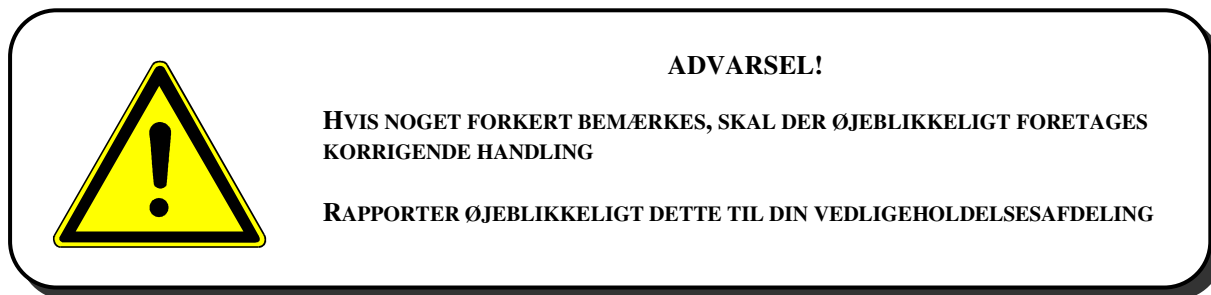 ADVARSEL!
HVIS NOGET FORKERT BEMÆRKES, SKAL DER ØJEBLIKKELIGT FORETAGES
KORRIGENDE HANDLING
RAPPORTER ØJEBLIKKELIGT DETTE TIL DIN VEDLIGEHOLDELSESAFDELING